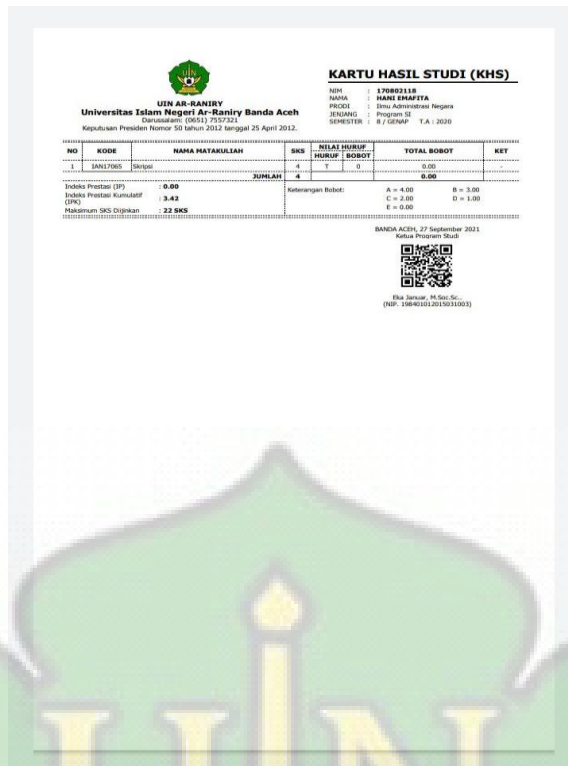 UIN AR-RANIRY
Universitas Islam Negeri Ar-Raniry Banda Aceh
Darussalam: (0651) 7557321
Keputusan Presiden Nomor 50 tahun 2012 tanggal 25 April 2012.
KARTU HASIL STUDI (KHS)
NIM : 170802118
NAMA : HANI EMAFITA
PRODI : Ilmu Administrasi Negara
JENJANG : Program S1
SEMESTER : 8 / GENAP T.A : 2020
NO KODE NAMA MATAKULIAH SKS NILAI HURUF TOTAL BOBOT KET
HURUF BOBOT
1 IAN17065 Skripsi 4 T 0 0.00 -
JUMLAH 4 0.00
Indeks Prestasi (IP) : 0.00
Indeks Prestasi Kumulatif (IPK) : 3.42
Maksimum SKS Diijinkan : 22 SKS
Keterangan Bobot: A = 4.00 B = 3.00
C = 2.00 D = 1.00
E = 0.00
BANDA ACEH, 27 September 2021
Ketua Program Studi
Eka Januar, M.Soc.Sc..
(NIP. 198401012015031003)
UIN